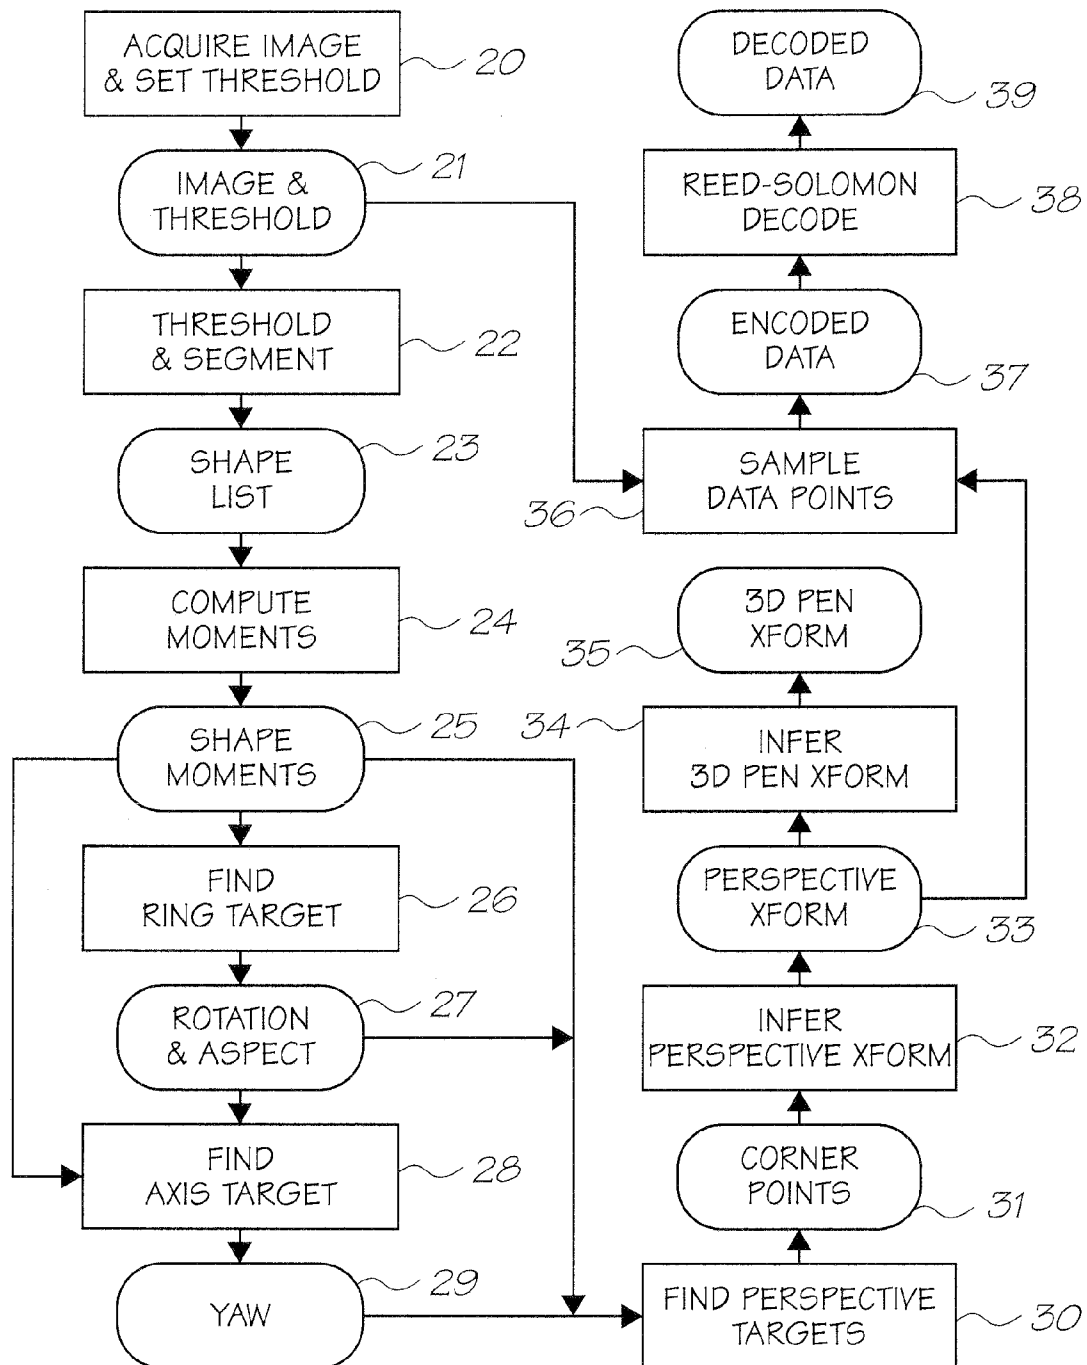 ACQUIRE IMAGE
& SET THRESHOLD
20
IMAGE &
THRESHOLD
21
THRESHOLD
& SEGMENT
22
SHAPE
LIST
23
COMPUTE
MOMENTS
24
SHAPE
MOMENTS
25
FIND
RING TARGET
26
ROTATION
& ASPECT
27
FIND
AXIS TARGET
28
YAW
29
DECODED
DATA
39
REED-SOLOMON
DECODE
38
ENCODED
DATA
37
SAMPLE
DATA POINTS
36
3D PEN
XFORM
35
INFER
3D PEN XFORM
34
PERSPECTIVE
XFORM
33
INFER
PERSPECTIVE XFORM
32
CORNER
POINTS
31
FIND PERSPECTIVE
TARGETS
30